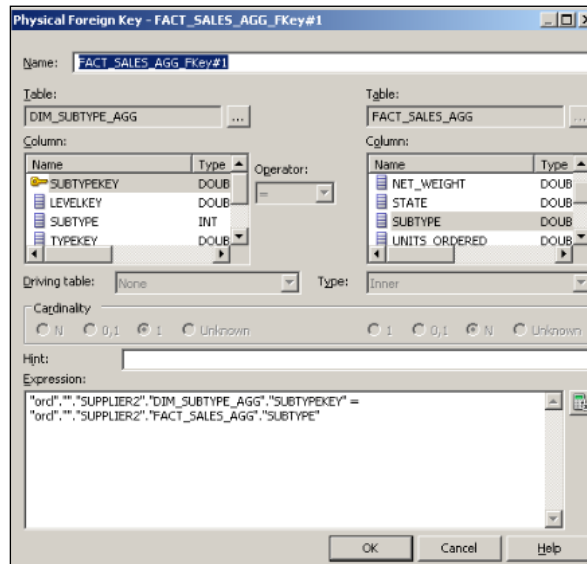 Physical Foreign Key - FACT_SALES_AGG_FKey#1
Name: FACT_SALES_AGG_FKey#1
Table: Table:
DIM_SUBTYPE_AGG ... FACT_SALES_AGG ...
Column: Column:
Name Type Operator: Name Type
SUBTYPEKEY DOUB = NET_WEIGHT DOUB
LEVELKEY DOUB STATE DOUB
SUBTYPE INT SUBTYPE DOUB
TYPEKEY DOUB UNITS_ORDERED DOUB
Driving table: None Type: Inner
Cardinality
N 0,1 1 Unknown 1 0,1 N Unknown
Hint:
Expression:
"orcl".""."SUPPLIER2"."DIM_SUBTYPE_AGG"."SUBTYPEKEY" =
"orcl".""."SUPPLIER2"."FACT_SALES_AGG"."SUBTYPE"
OK Cancel Help